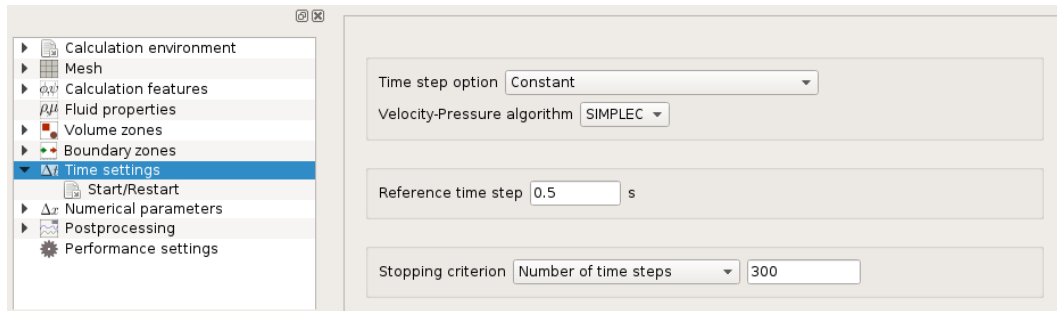 Calculation environment
Mesh
φ,ψ Calculation features
ρ,μ Fluid properties
Volume zones
Boundary zones
Δt Time settings
Start/Restart
Δx Numerical parameters
Postprocessing
Performance settings
Time step option Constant
Velocity-Pressure algorithm SIMPLEC
Reference time step 0.5 s
Stopping criterion Number of time steps 300